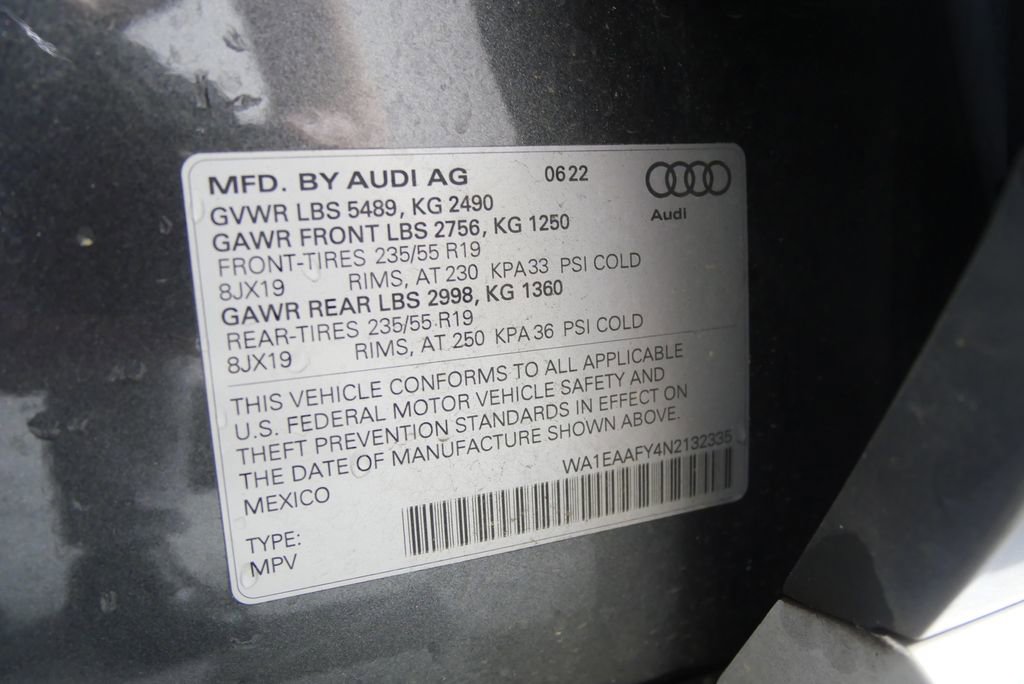 MFD. BY AUDI AG 06 22
Audi
GVWR LBS 5489, KG 2490
GAWR FRONT LBS 2756, KG 1250
FRONT-TIRES 235/55 R19
8JX19 RIMS, AT 230 KPA 33 PSI COLD
GAWR REAR LBS 2998, KG 1360
REAR-TIRES 235/55 R19
8JX19 RIMS, AT 250 KPA 36 PSI COLD
THIS VEHICLE CONFORMS TO ALL APPLICABLE
U.S. FEDERAL MOTOR VEHICLE SAFETY AND
THEFT PREVENTION STANDARDS IN EFFECT ON
THE DATE OF MANUFACTURE SHOWN ABOVE.
MEXICO WA1EAAFY4N2132335
TYPE:
MPV